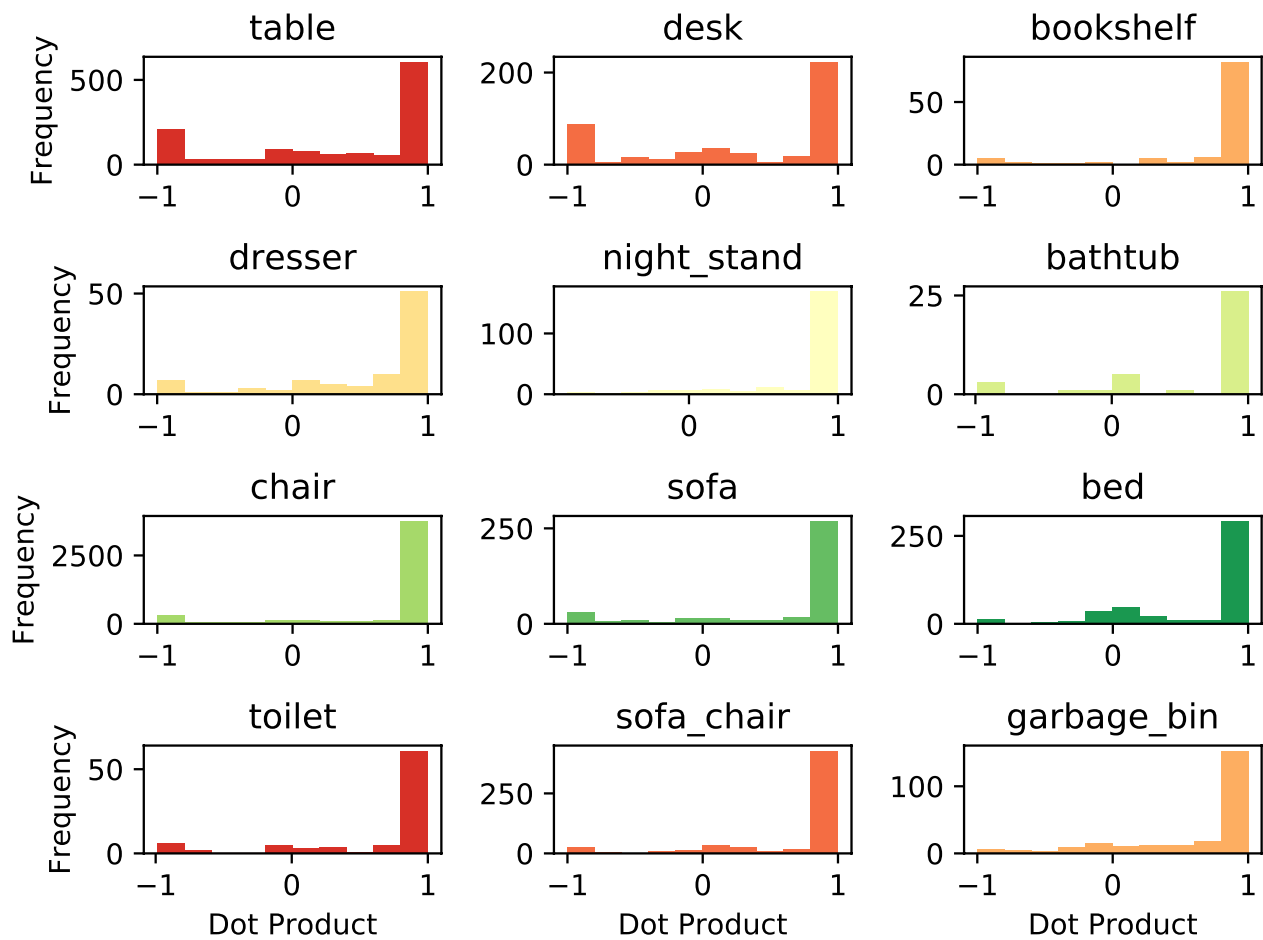 table desk bookshelf
Frequency
500
0
−1 0 1
200
0
−1 0 1
50
0
−1 0 1
dresser night_stand bathtub
Frequency
50
0
−1 0 1
100
0
0 1
25
0
−1 0 1
chair sofa bed
Frequency
2500
0
−1 0 1
250
0
−1 0 1
250
0
−1 0 1
toilet sofa_chair garbage_bin
Frequency
50
0
−1 0 1
250
0
−1 0 1
100
0
−1 0 1
Dot Product Dot Product Dot Product